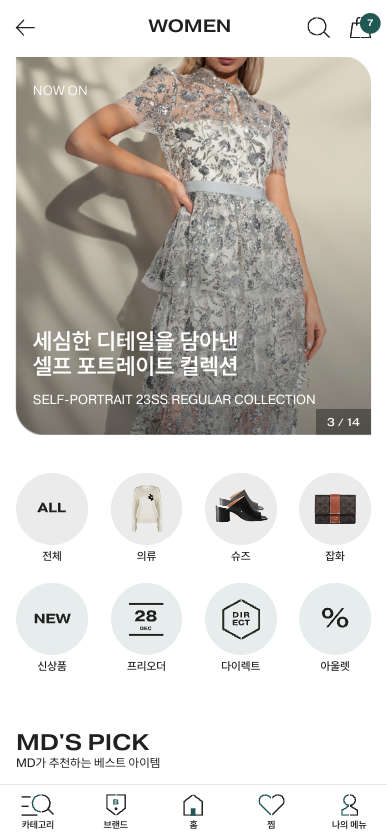 WOMEN
7
NOW ON
세심한 디테일을 담아낸
셀프 포트레이트 컬렉션
SELF-PORTRAIT 23SS REGULAR COLLECTION
3 / 14
ALL
전체
의류
슈즈
잡화
NEW
신상품
28
DEC
프리오더
DIR
ECT
다이렉트
%
아울렛
MD'S PICK
MD가 추천하는 베스트 아이템
카테고리
B
브랜드
홈
찜
나의 메뉴